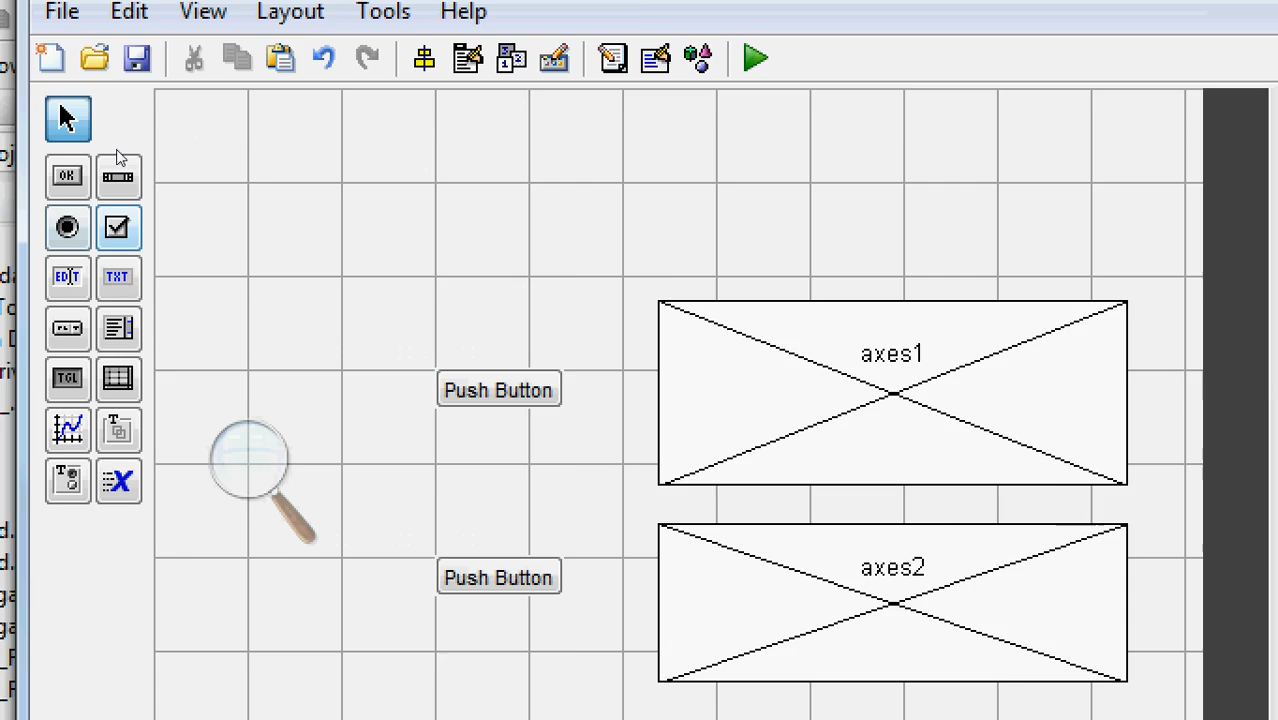 File Edit View Layout Tools Help
OK
EDIT TXT
TGL
T
T
X
axes1
Push Button
axes2
Push Button